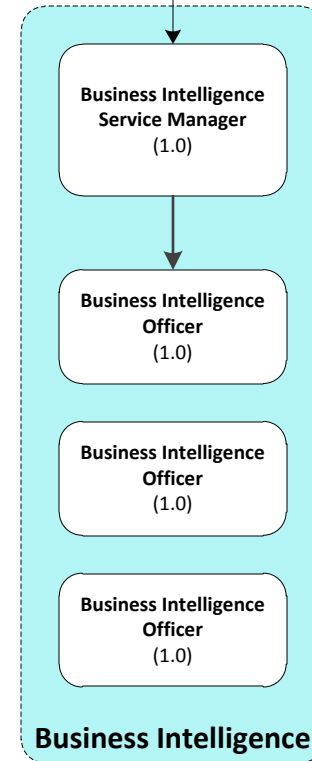 Business Intelligence
Service Manager
(1.0)
Business Intelligence
Officer
(1.0)
Business Intelligence
Officer
(1.0)
Business Intelligence
Officer
(1.0)
Business Intelligence